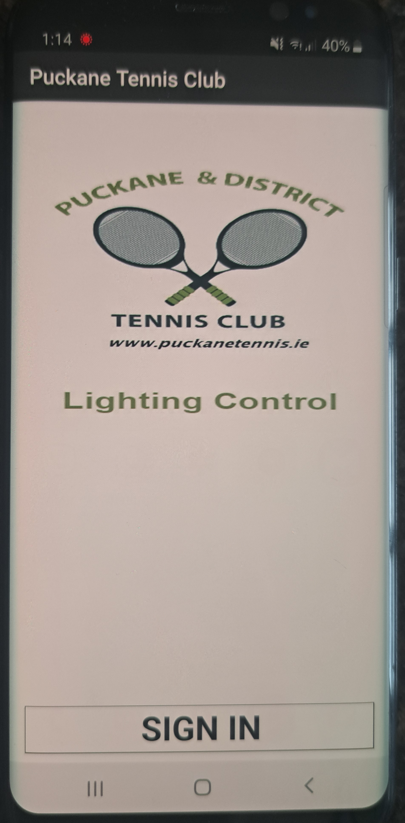 1:14 40%
Puckane Tennis Club
PUCKANE & DISTRICT
TENNIS CLUB
www.puckanetennis.ie
Lighting Control
SIGN IN